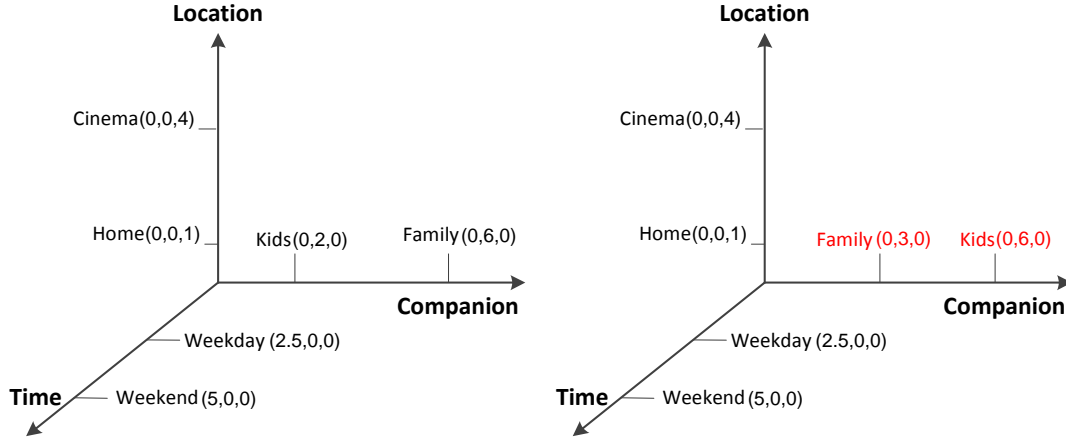 Location
Cinema(0,0,4)
Home(0,0,1)
Kids(0,2,0)
Family(0,6,0)
Companion
Weekday (2.5,0,0)
Time
Weekend (5,0,0)
Location
Cinema(0,0,4)
Home(0,0,1)
Family (0,3,0)
Kids(0,6,0)
Companion
Weekday (2.5,0,0)
Time
Weekend (5,0,0)